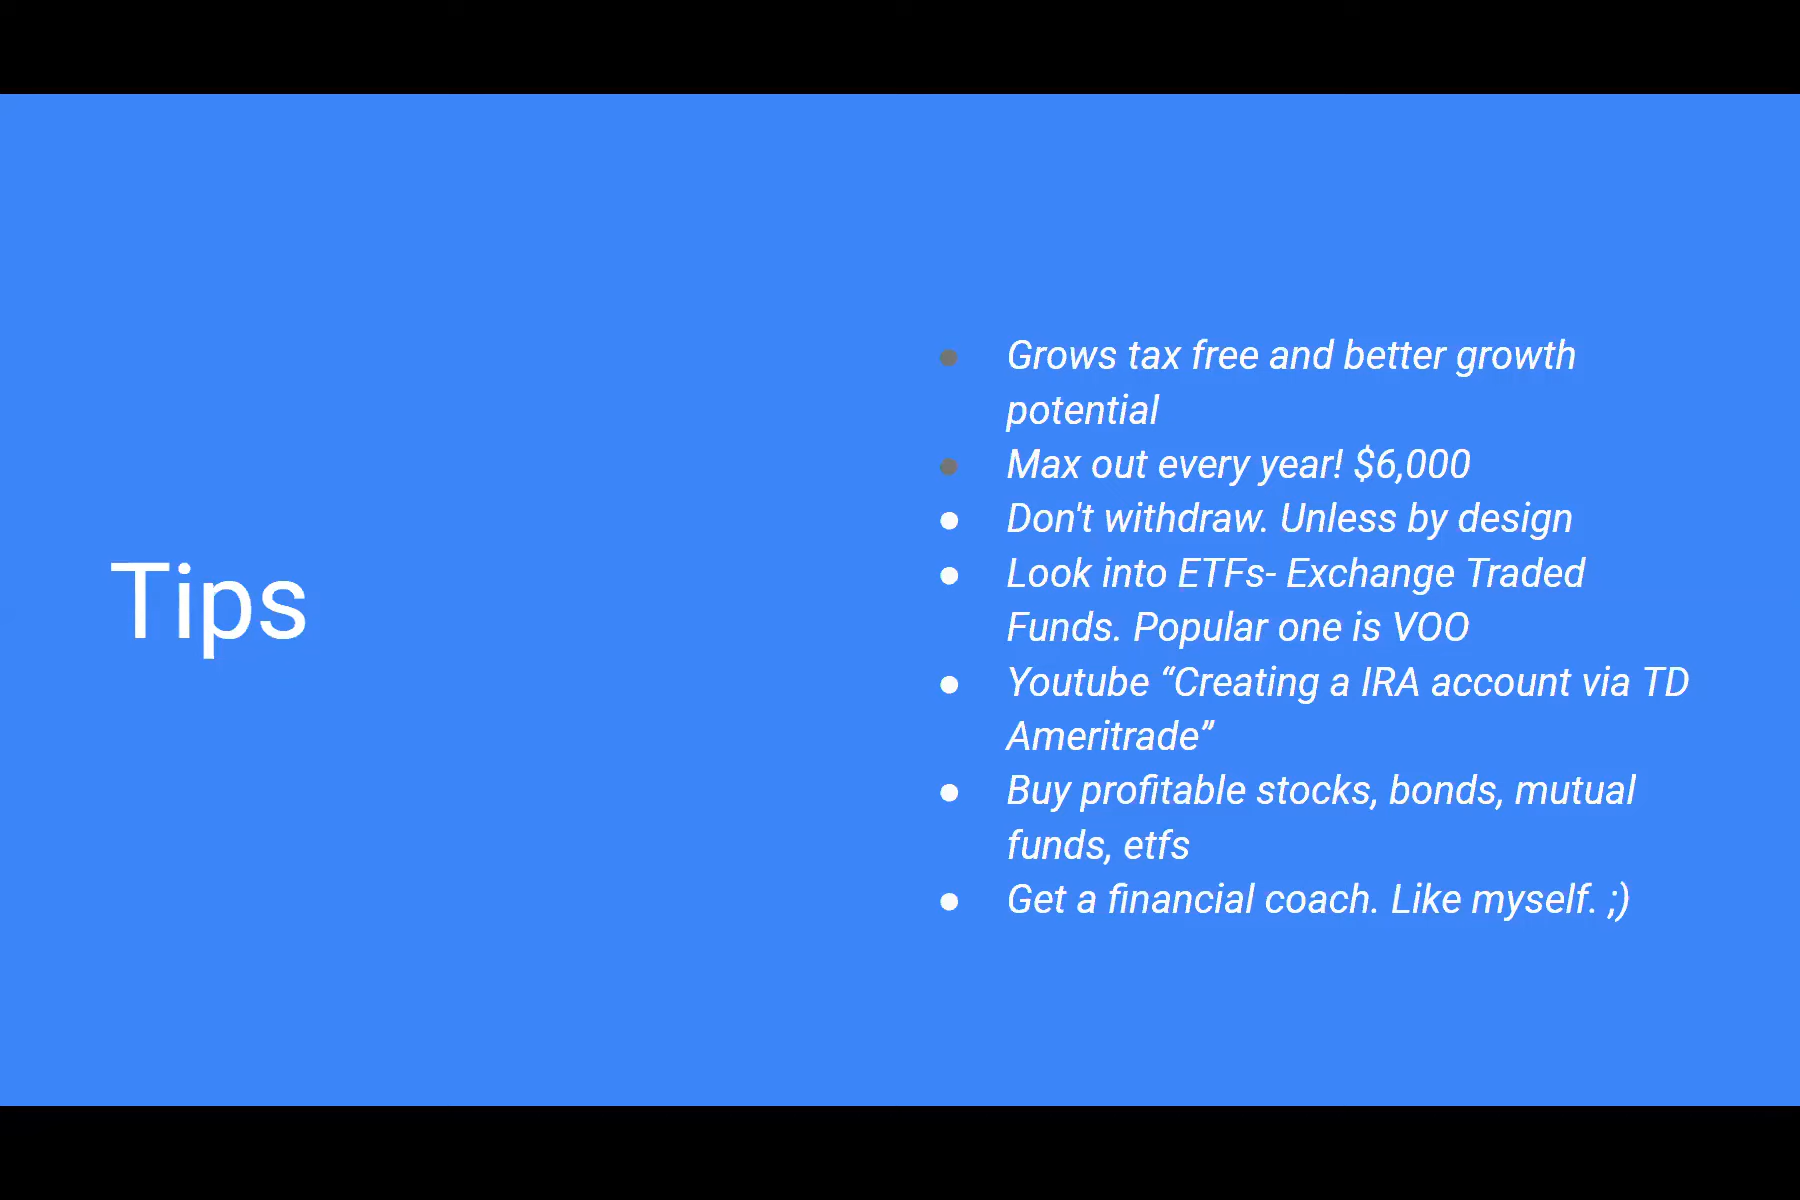 Tips
● Grows tax free and better growth
potential
● Max out every year! $6,000
● Don't withdraw. Unless by design
● Look into ETFs- Exchange Traded
Funds. Popular one is VOO
● Youtube “Creating a IRA account via TD
Ameritrade”
● Buy profitable stocks, bonds, mutual
funds, etfs
● Get a financial coach. Like myself. ;)